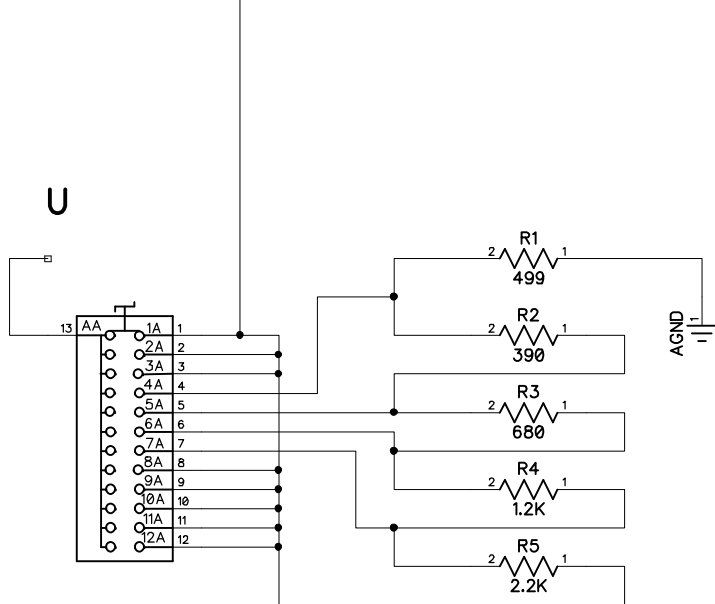 U
R1
2 1
499
13 AA 1A 1
2A 2
3A 3
4A 4
5A 5
6A 6
7A 7
8A 8
9A 9
10A 10
11A 11
12A 12
R2
2 1
390
AGND 1
R3
2 1
680
R4
2 1
1.2K
R5
2 1
2.2K